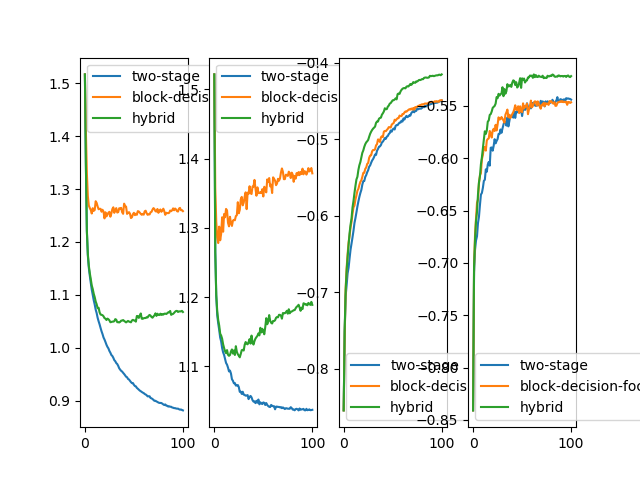 two-stage
block-decis
hybrid
1.5
1.4
1.3
1.2
1.1
1.0
0.9
0
100
two-stage
block-decis
hybrid
1.5
1.4
1.3
1.2
1.1
0
100
−0.4
−0.5
−0.6
−0.7
−0.8
two-stage
block-decis
hybrid
0
100
−0.55
−0.60
−0.65
−0.70
−0.75
−0.80
−0.85
two-stage
block-decision-foc
hybrid
0
100